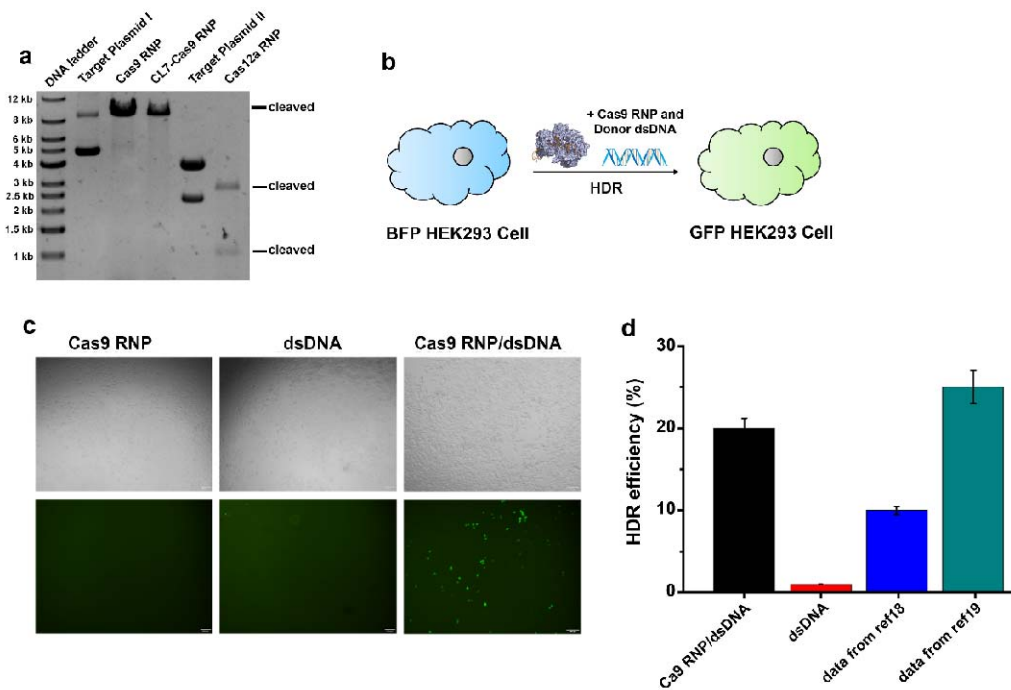 a
DNA ladder
Target Plasmid I
Cas9 RNP
CL7-Cas9 RNP
Target Plasmid II
Cas12a RNP
12 kb
3 kb
6 kb
5 kb
4 kb
3 kb
2.5 kb
2 kb
1.5 kb
1 kb
cleaved
cleaved
cleaved
b
+ Cas9 RNP and
Donor dsDNA
HDR
BFP HEK293 Cell
GFP HEK293 Cell
c
Cas9 RNP
dsDNA
Cas9 RNP/dsDNA
d
HDR efficiency (%)
30
20
10
0
Ca9 RNP/dsDNA
dsDNA
data from ref18
data from ref19